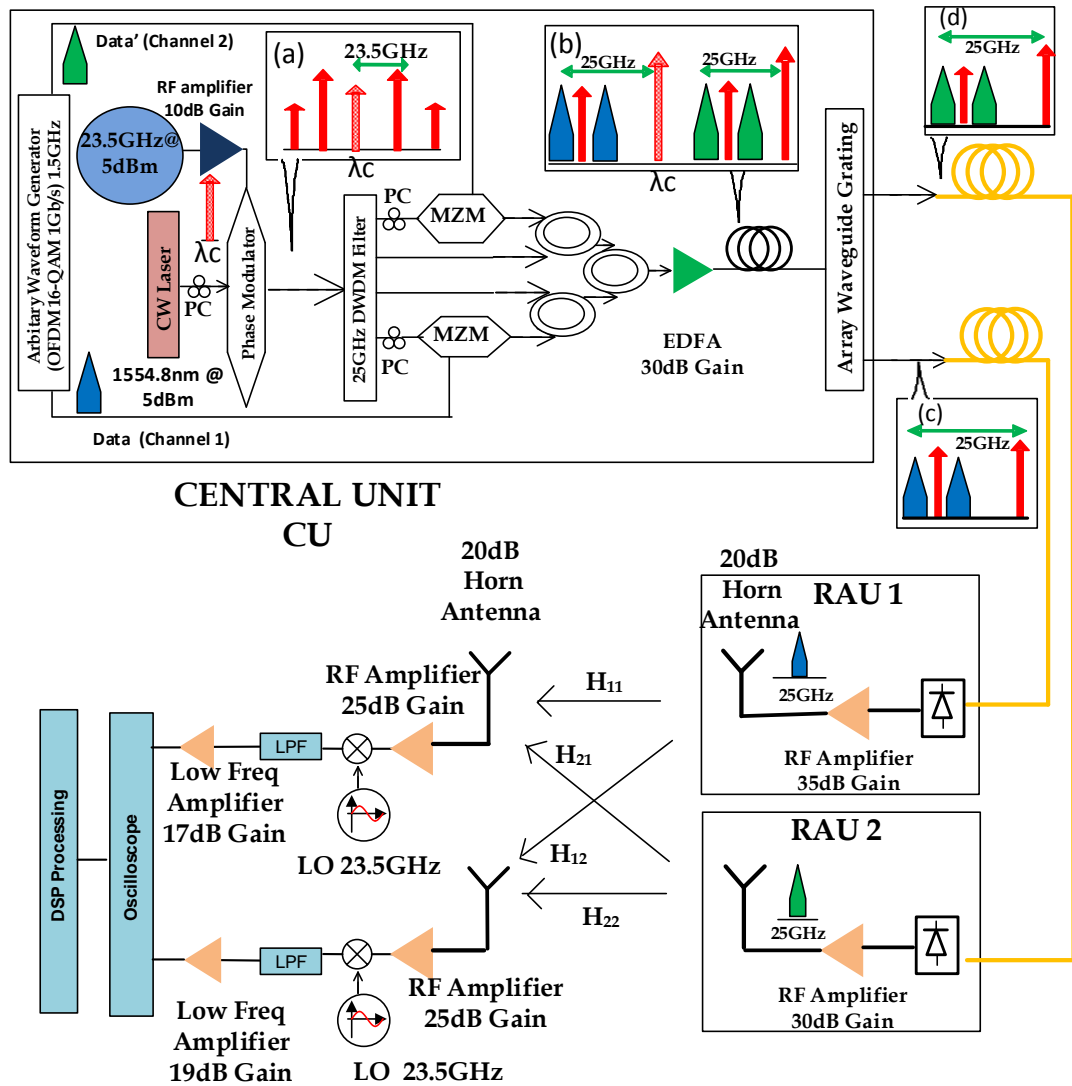 Data’ (Channel 2)
Arbitary Waveform Generator
(OFDM 16-QAM 1Gb/s) 1.5GHz
RF amplifier
10dB Gain
23.5GHz@
5dBm
λc
CW Laser
PC
Phase Modulator
1554.8nm @
5dBm
Data (Channel 1)
(a)
23.5GHz
λc
25GHz DWDM Filter
PC
MZM
PC
MZM
(b)
25GHz
25GHz
λc
EDFA
30dB Gain
Array Waveguide Grating
(d)
25GHz
(c)
25GHz
CENTRAL UNIT
CU
20dB
Horn
Antenna
RF Amplifier
25dB Gain
LPF
Low Freq
Amplifier
17dB Gain
LO 23.5GHz
DSP Processing
Oscilloscope
LPF
Low Freq
Amplifier
19dB Gain
RF Amplifier
25dB Gain
LO 23.5GHz
H11
H21
H12
H22
20dB
Horn
Antenna
RAU 1
25GHz
RF Amplifier
35dB Gain
RAU 2
25GHz
RF Amplifier
30dB Gain